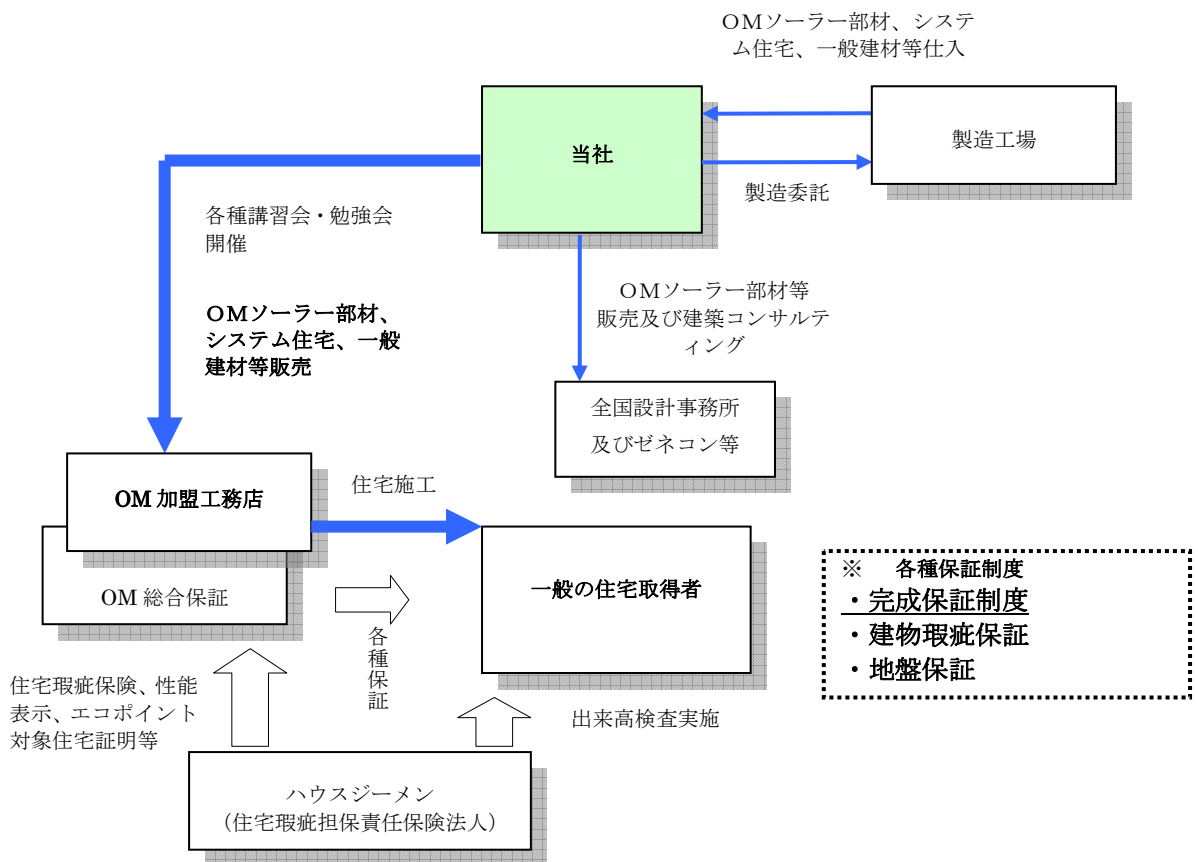 ＯＭソーラー部材、システ
ム住宅、一般建材等仕入
当社
製造工場
製造委託
各種講習会・勉強会
開催
ＯＭソーラー部材、
システム住宅、一般
建材等販売
ＯＭソーラー部材等
販売及び建築コンサルテ
ィング
全国設計事務所
及びゼネコン等
OM 加盟工務店
住宅施工
OM 総合保証
一般の住宅取得者
各種保証
※　各種保証制度
・完成保証制度
・建物瑕疵保証
・地盤保証
住宅瑕疵保険、性能
表示、エコポイント
対象住宅証明等
出来高検査実施
ハウスジーメン
（住宅瑕疵担保責任保険法人）